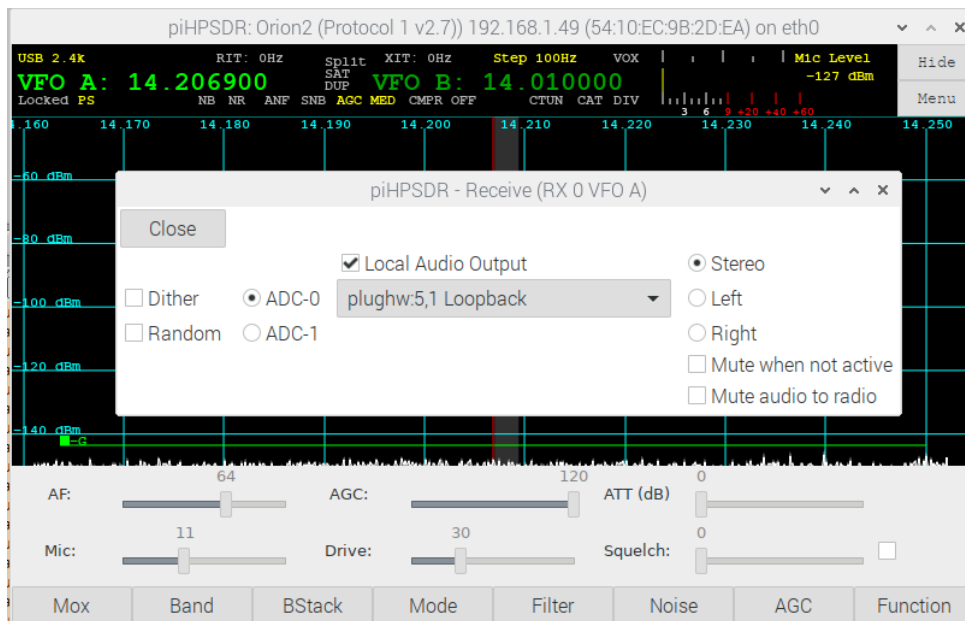 piHPSDR: Orion2 (Protocol 1 v2.7)) 192.168.1.49 (54:10:EC:9B:2D:EA) on eth0
USB 2.4k RIT: 0Hz Split XIT: 0Hz Step 100Hz VOX Mic Level Hide
SAT
VFO A: 14.206900 DUP VFO B: 14.010000 -127 dBm
Locked PS NB NR ANF SNB AGC MED CMPR OFF CTUN CAT DIV 3 6 9 +20 +40 +60 Menu
4.160 14.170 14.180 14.190 14.200 14.210 14.220 14.230 14.240 14.250
-60 dBm
piHPSDR - Receive (RX 0 VFO A)
Close
-80 dBm
Local Audio Output Stereo
-100 dBm Dither ADC-0 plughw:5,1 Loopback Left
Random ADC-1 Right
-120 dBm Mute when not active
Mute audio to radio
-140 dBm
-G
64 120 0
AF: AGC: ATT (dB)
11 30 0
Mic: Drive: Squelch:
Mox Band BStack Mode Filter Noise AGC Function